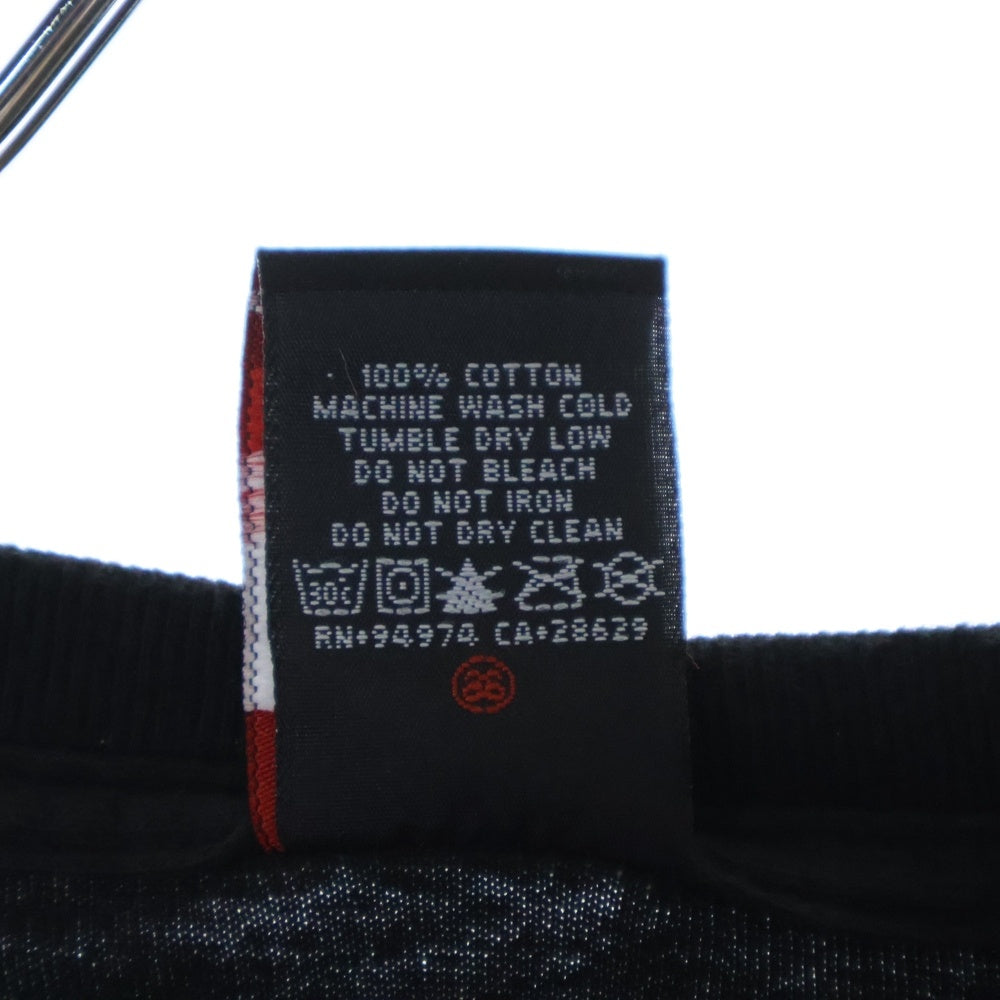 100% COTTON
MACHINE WASH COLD
TUMBLE DRY LOW
DO NOT BLEACH
DO NOT IRON
DO NOT DRY CLEAN
30C
RN+94974 CA+28629